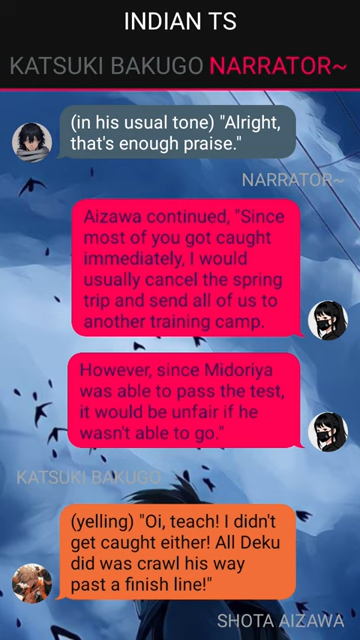 INDIAN TS
KATSUKI BAKUGO NARRATOR~
(in his usual tone) "Alright,
that's enough praise."
NARRATOR~
Aizawa continued, "Since
most of you got caught
immediately, I would
usually cancel the spring
trip and send all of us to
another training camp.
However, since Midoriya
was able to pass the test,
it would be unfair if he
wasn't able to go."
KATSUKI BAKUGO
(yelling) "Oi, teach! I didn't
get caught either! All Deku
did was crawl his way
past a finish line!"
SHOTA AIZAWA